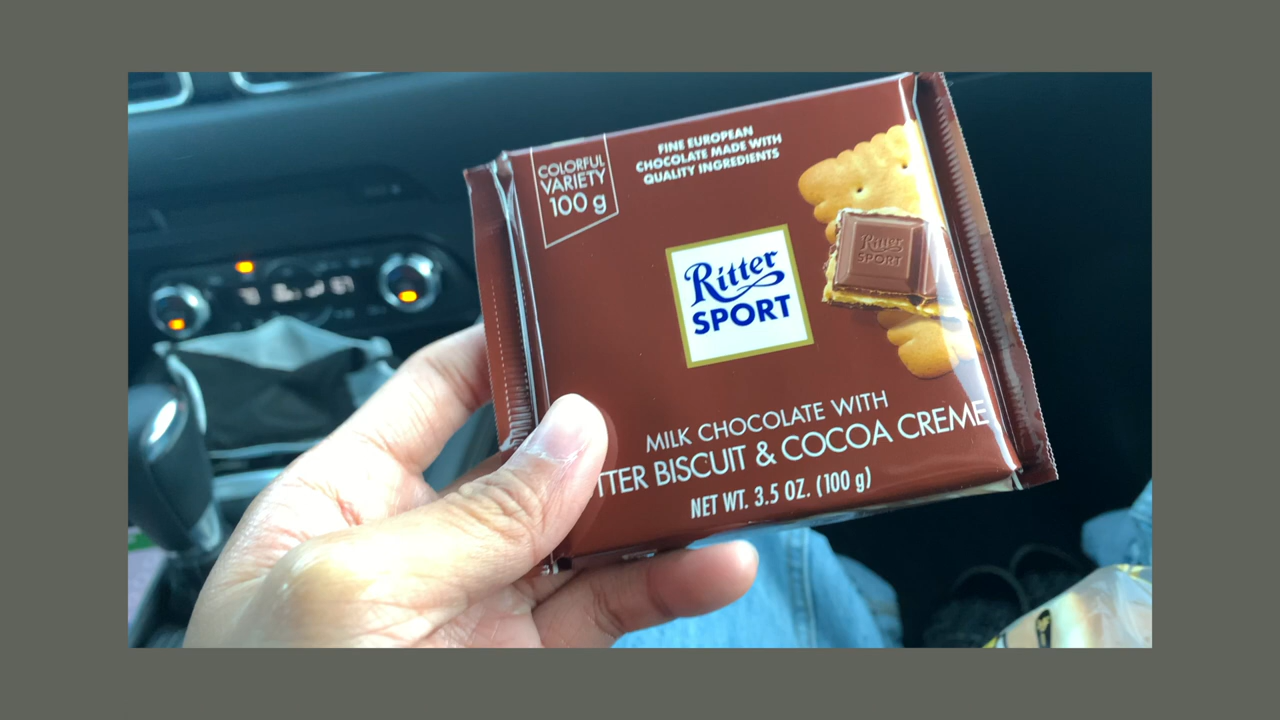 COLORFUL
VARIETY
100 g
FINE EUROPEAN
CHOCOLATE MADE WITH
QUALITY INGREDIENTS
Ritter
SPORT
Ritter
SPORT
MILK CHOCOLATE WITH
TTER BISCUIT & COCOA CREME
NET WT. 3.5 OZ. (100 g)